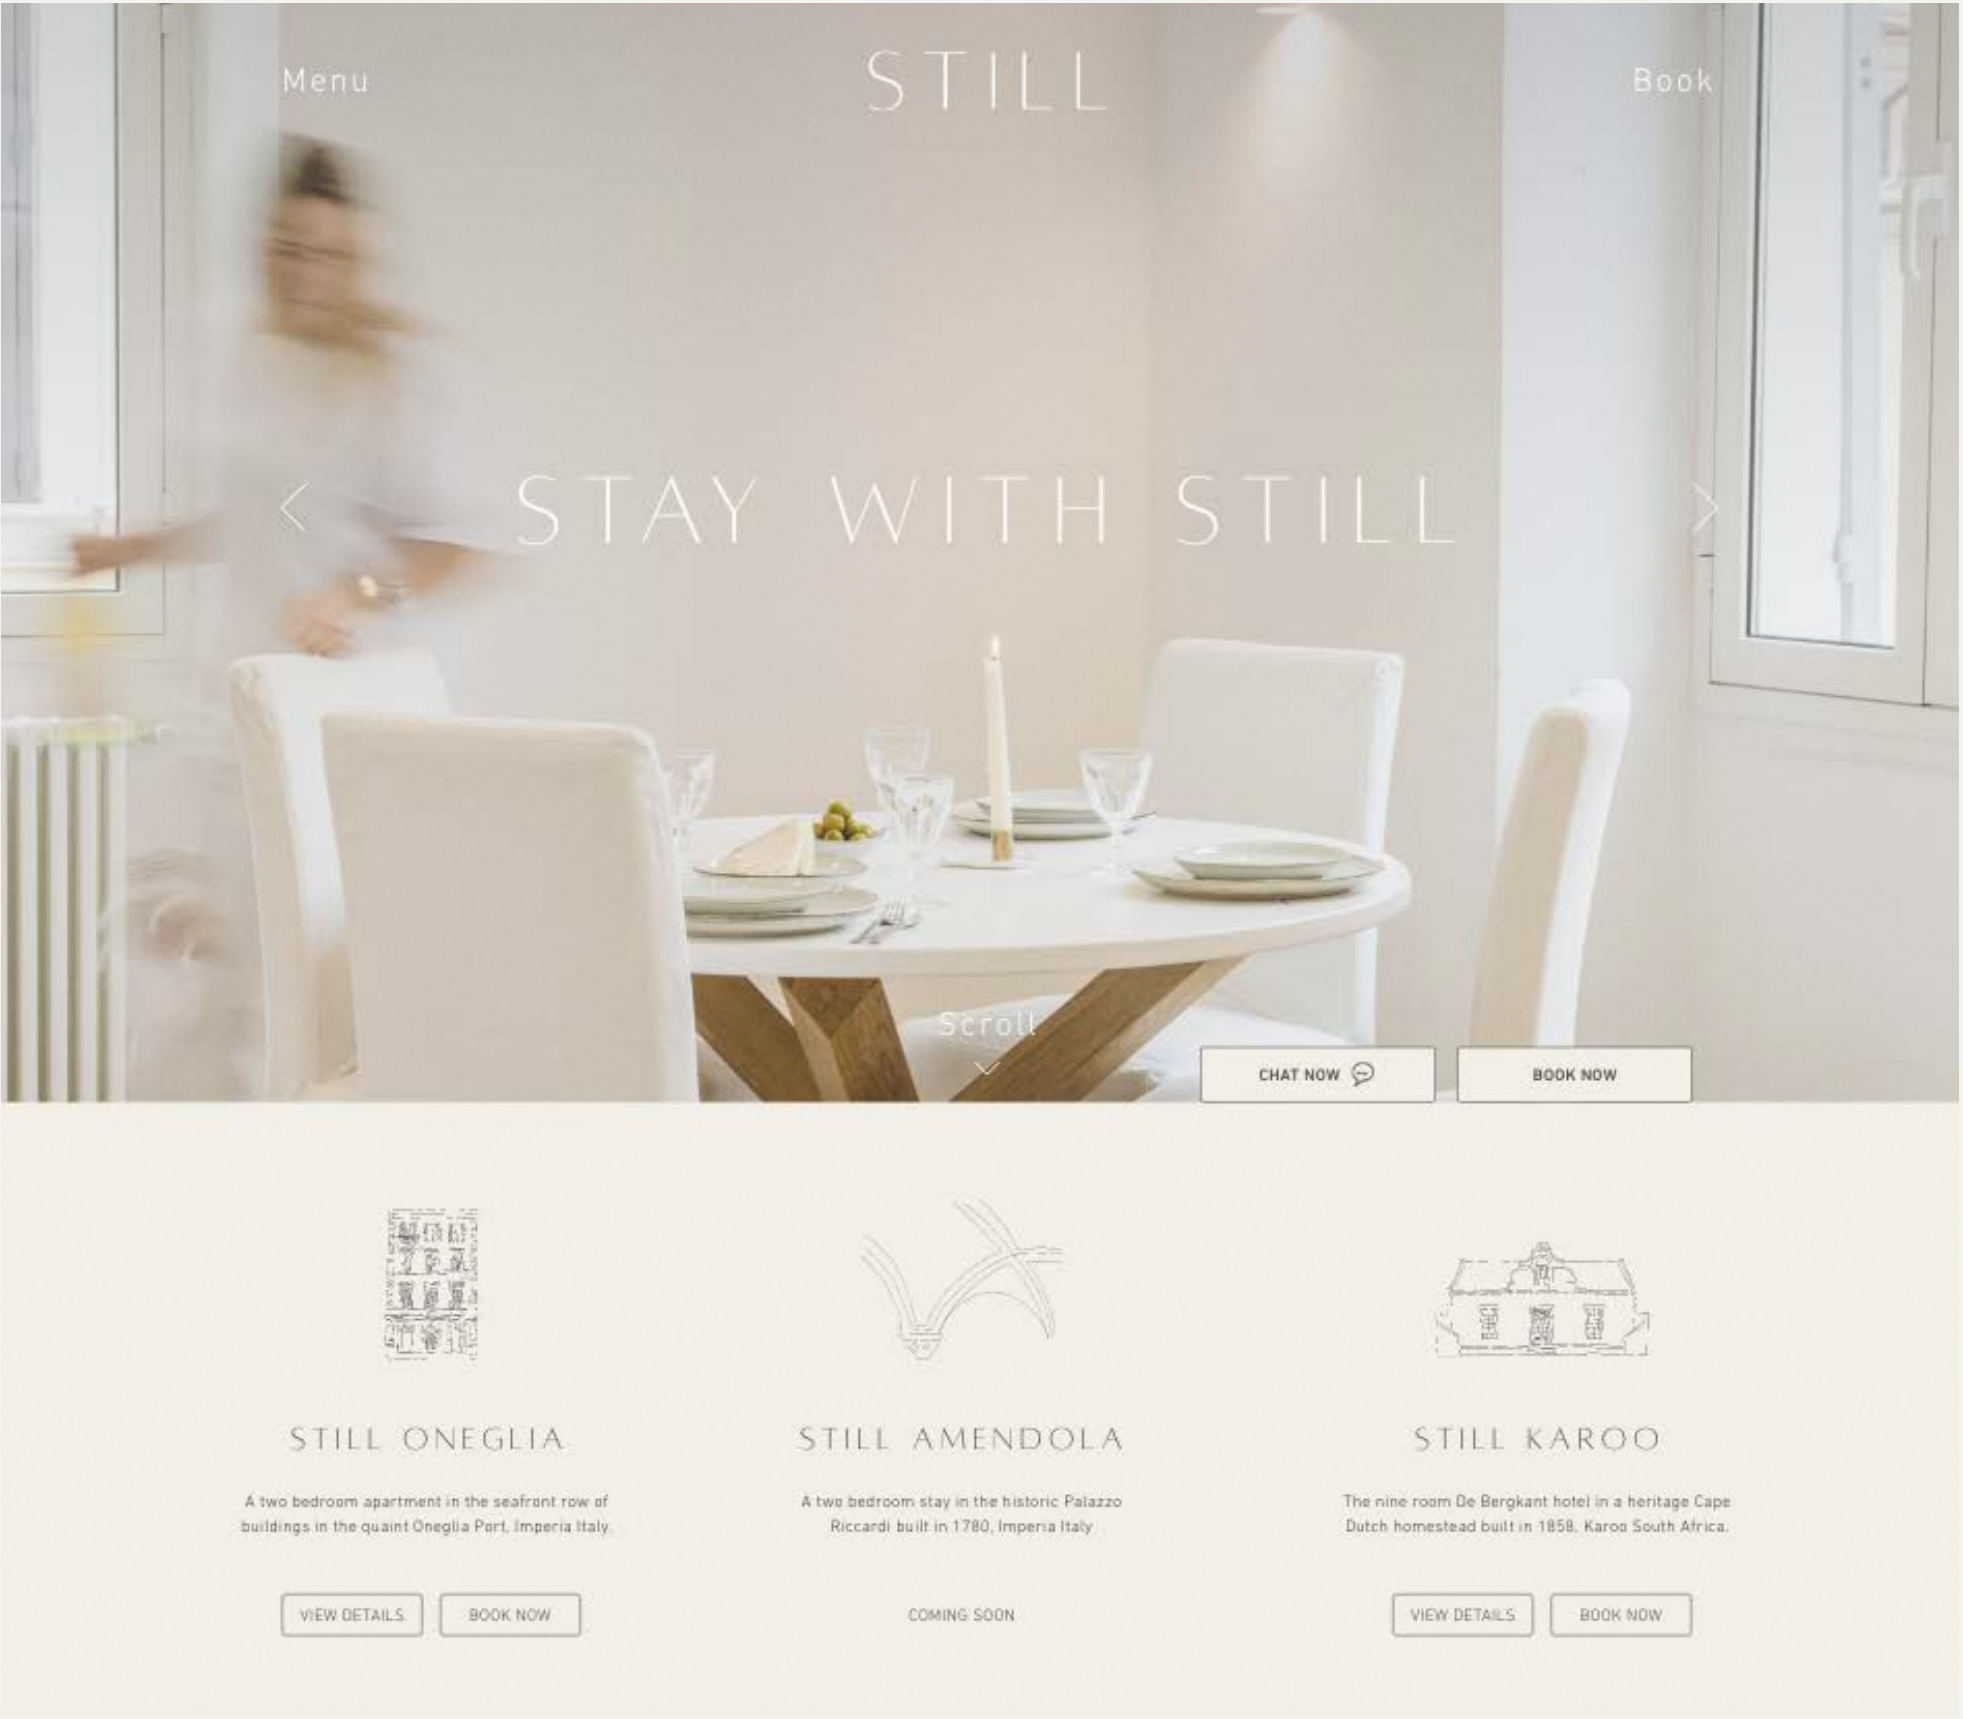 Menu
STILL
Book
STAY WITH STILL
Scroll
CHAT NOW
BOOK NOW
STILL ONEGLIA
A two bedroom apartment in the seafront row of
buildings in the quaint Oneglia Port, Imperia Italy.
VIEW DETAILS
BOOK NOW
STILL AMENDOLA
A two bedroom stay in the historic Palazzo
Riccardi built in 1780, Imperia Italy
COMING SOON
STILL KAROO
The nine room De Bergkant hotel in a heritage Cape
Dutch homestead built in 1858, Karoo South Africa.
VIEW DETAILS
BOOK NOW